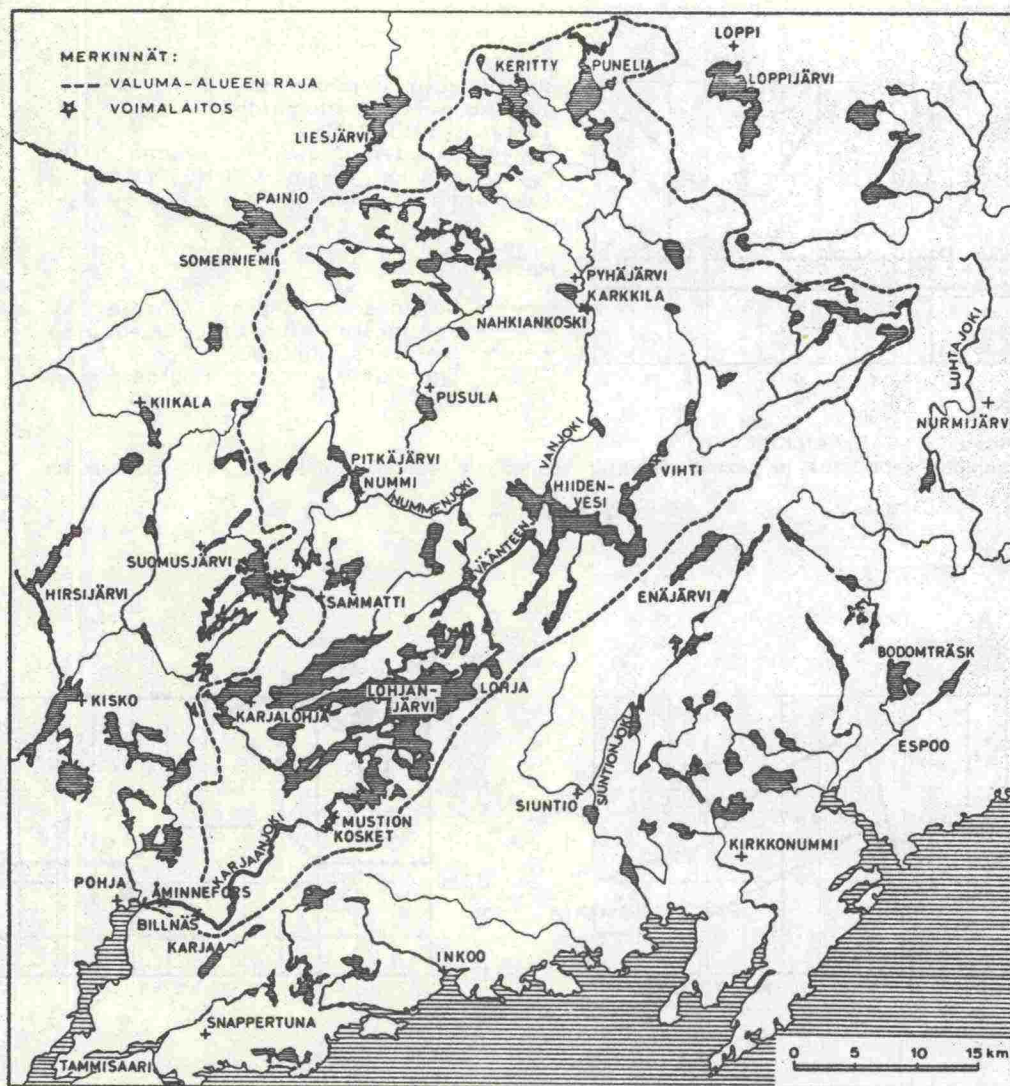 MERKINNÄT:
VALUMA-ALUEEN RAJA
VOIMALAITOS
LOPPI
KERITTY
PUNELIA
LOPPIJÄRVI
LIESJÄRVI
PAINIO
SOMERNIEMI
PYHÄJÄRVI
KARKKILA
NAHKIANKOSKI
LUHTAJOKI
KIIKALA
PUSULA
NURMIJÄRVI
PITKÄJÄRVI
NUMMI
NUMMENJOKI
VANJOKI
VIHTI
HIIDEN-
VESI
VÄÄNTEEN
SUOMUSJÄRVI
HIRSIJÄRVI
SAMMATTI
ENÄJÄRVI
BODOMTRÄSK
LOHJAN-
JÄRVI
LOHJA
KISKO
KARJALOHJA
ESPOO
SIUNTIO
SIUNTIONJOKI
MUSTION
KOSKET
KIRKKONUMMI
KARJAANJOKI
POHJA
ÅMINNEFORS
BILLNÄS
KARJAA
INKOO
SNAPPERTUNA
TAMMISAARI
0 5 10 15 km